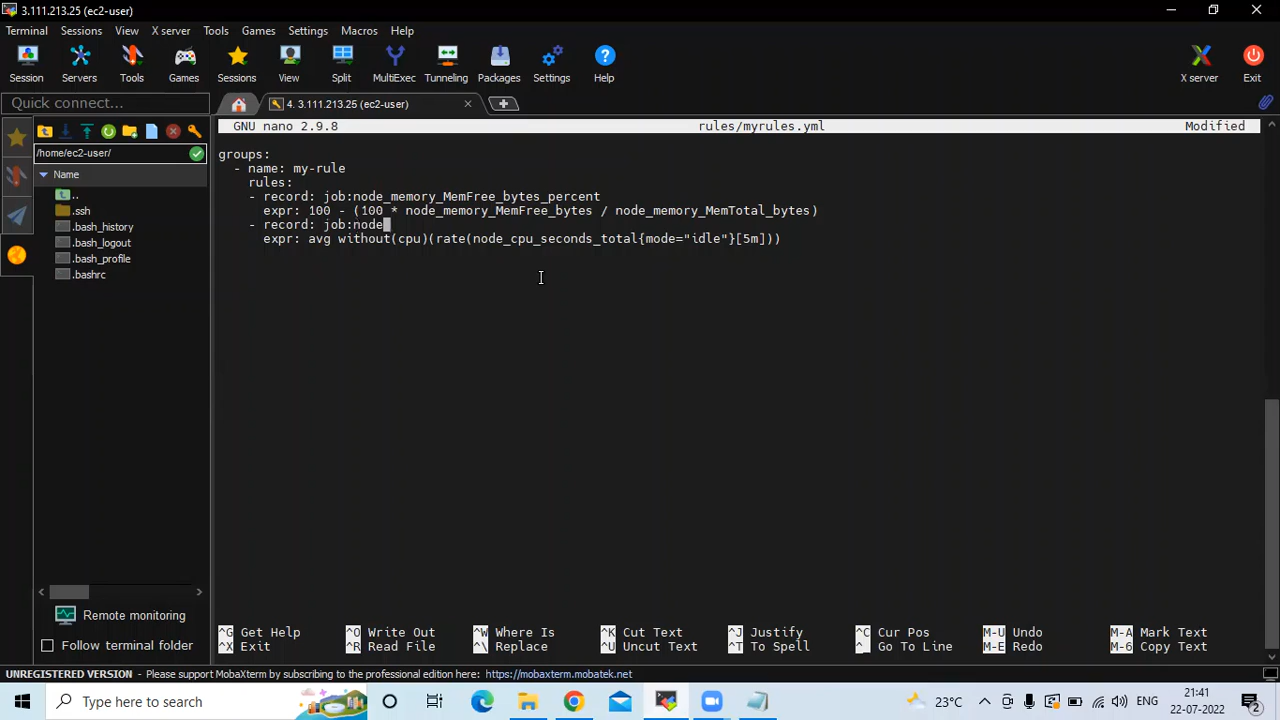 3.111.213.25 (ec2-user)
Terminal Sessions View X server Tools Games Settings Macros Help
Session Servers Tools Games Sessions View Split MultiExec Tunneling Packages Settings Help X server Exit
Quick connect...
4. 3.111.213.25 (ec2-user)
/home/ec2-user/
Name
..
.ssh
.bash_history
.bash_logout
.bash_profile
.bashrc
Remote monitoring
Follow terminal folder
GNU nano 2.9.8 rules/myrules.yml Modified
groups:
- name: my-rule
rules:
- record: job:node_memory_MemFree_bytes_percent
expr: 100 - (100 * node_memory_MemFree_bytes / node_memory_MemTotal_bytes)
- record: job:node
expr: avg without(cpu)(rate(node_cpu_seconds_total{mode="idle"}[5m]))
^G Get Help ^O Write Out ^W Where Is ^K Cut Text ^J Justify ^C Cur Pos M-U Undo M-A Mark Text
^X Exit ^R Read File ^\ Replace ^U Uncut Text ^T To Spell ^_ Go To Line M-E Redo M-6 Copy Text
UNREGISTERED VERSION - Please support MobaXterm by subscribing to the professional edition here: https://mobaxterm.mobatek.net
Type here to search
23°C
ENG
21:41
22-07-2022
2